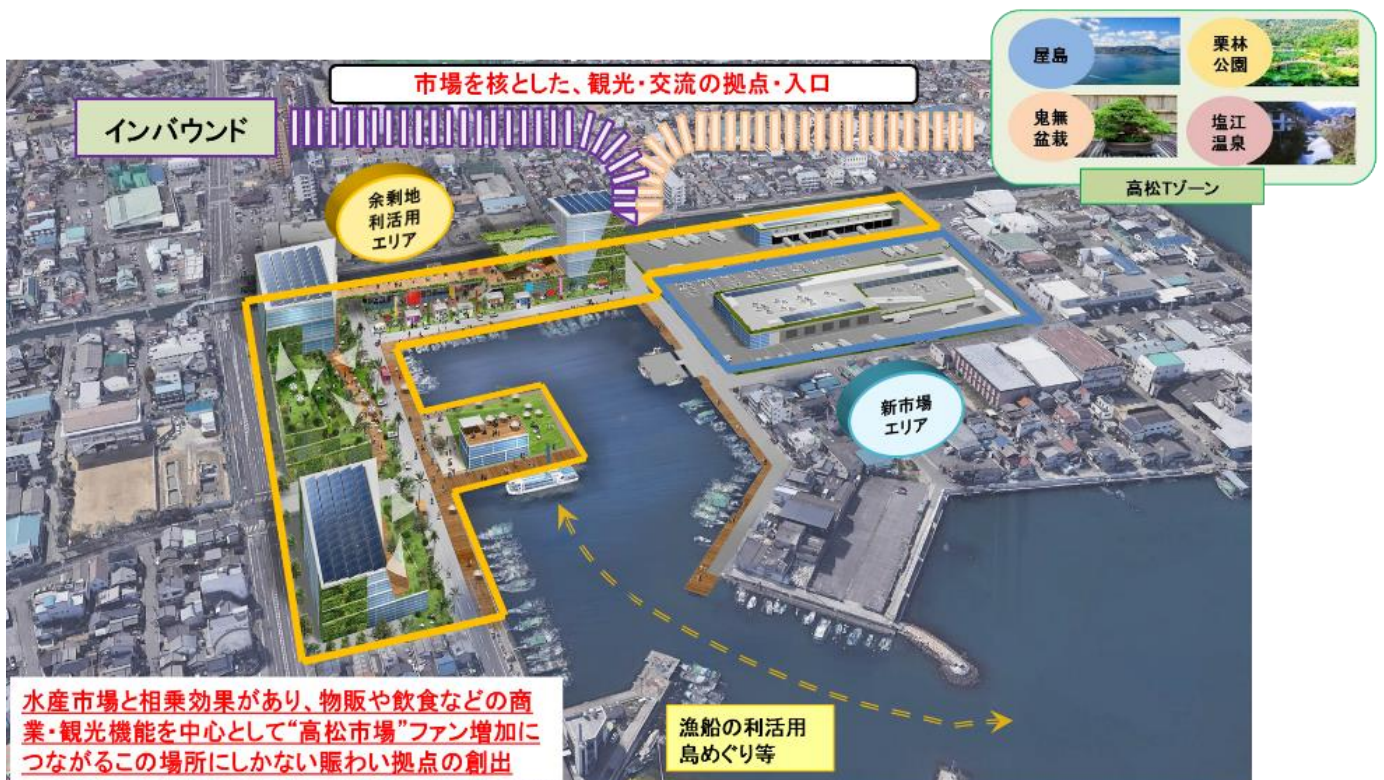 市場を核とした、観光・交流の拠点・入口
インバウンド
屋島
栗林
公園
鬼無
盆栽
塩江
温泉
高松Tゾーン
余剰地
利活用
エリア
新市場
エリア
水産市場と相乗効果があり、物販や飲食などの商
業・観光機能を中心として“高松市場”ファン増加に
つながるこの場所にしかない賑わい拠点の創出
漁船の利活用
島めぐり等